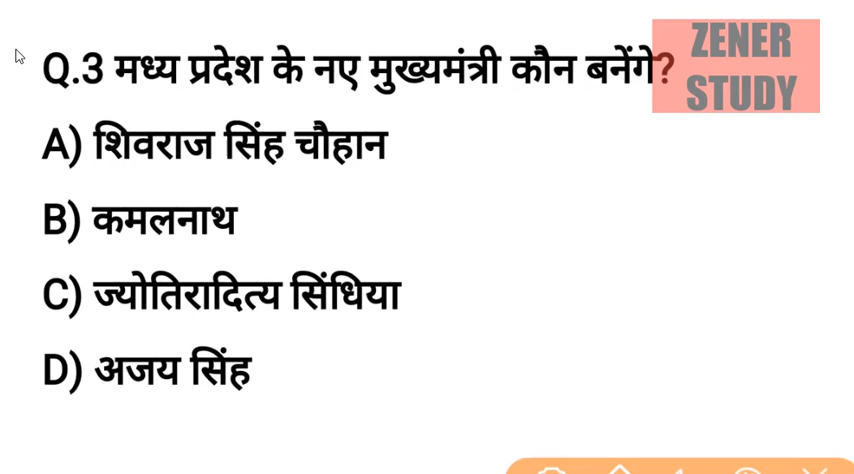 Q.3 मध्य प्रदेश के नए मुख्यमंत्री कौन बनेंगे?
ZENER
STUDY
A) शिवराज सिंह चौहान
B) कमलनाथ
C) ज्योतिरादित्य सिंधिया
D) अजय सिंह